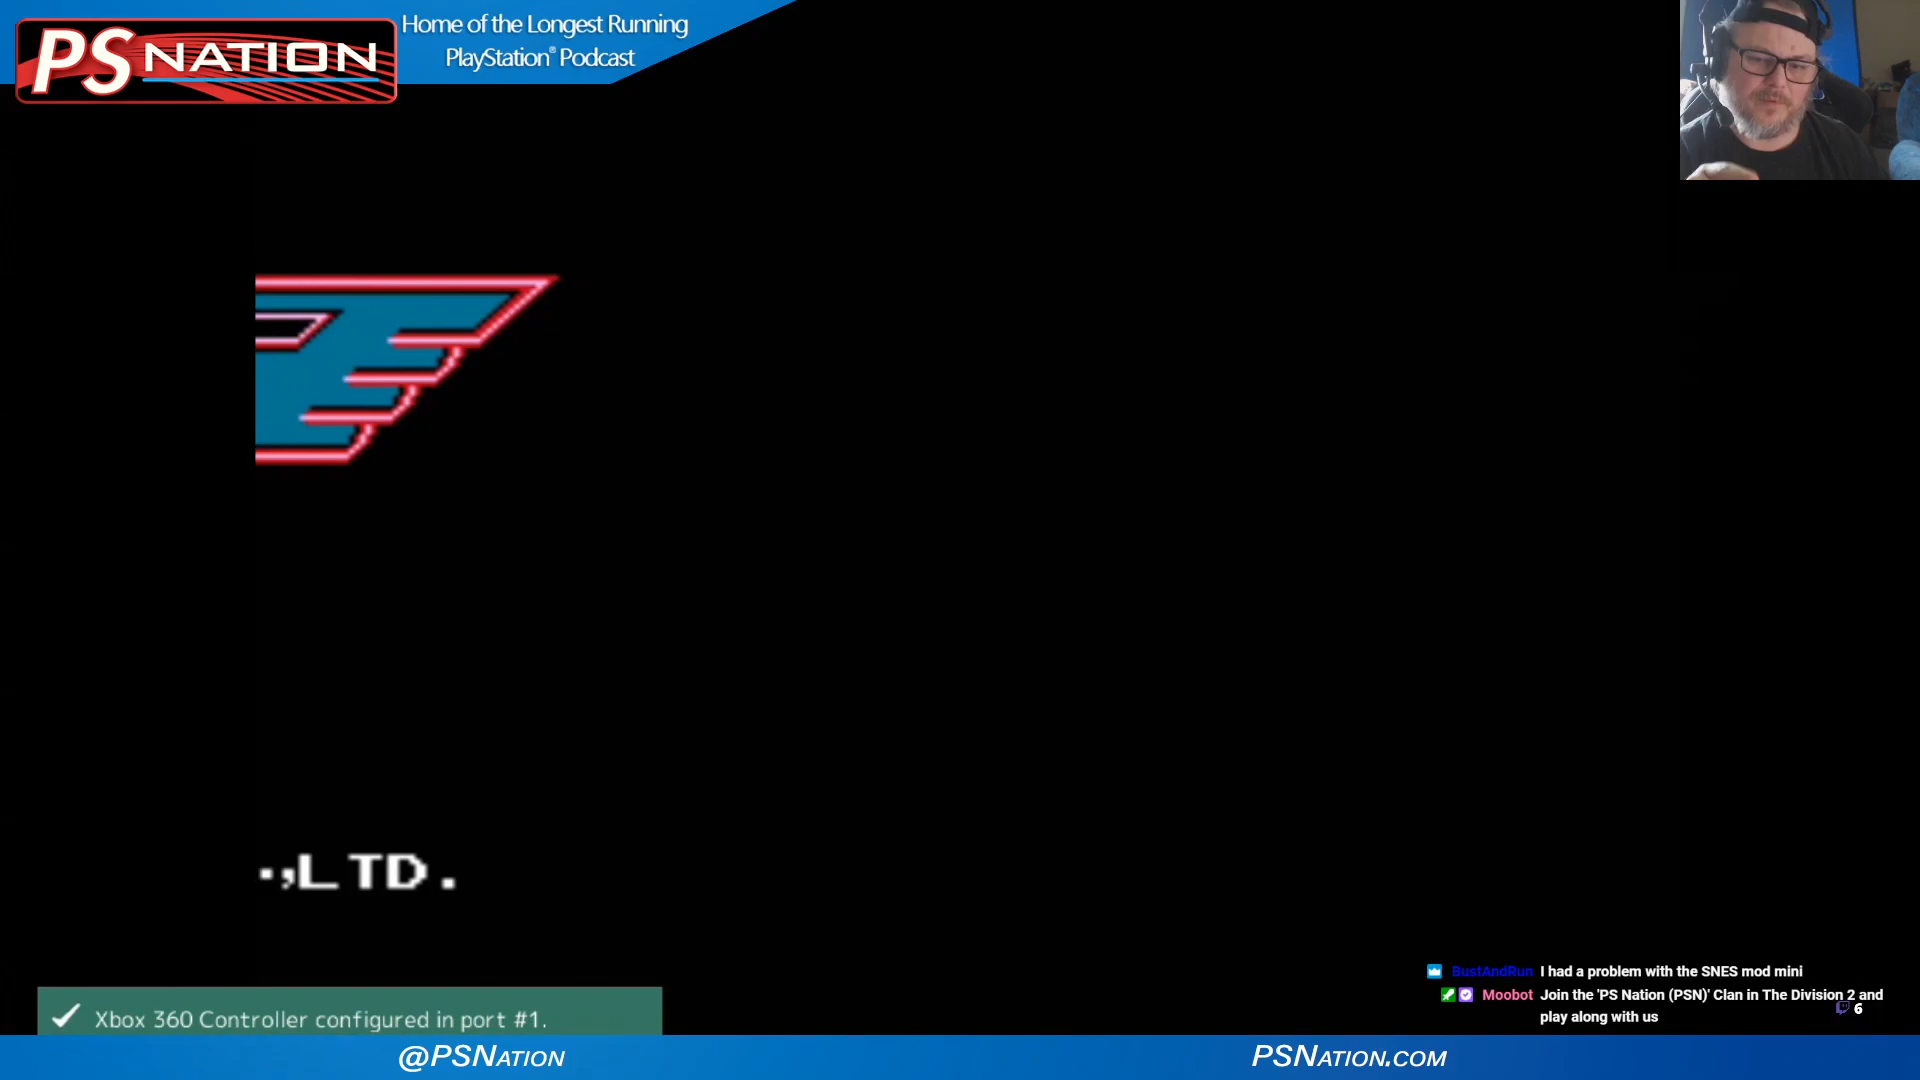 PS NATION
Home of the Longest Running
PlayStation® Podcast
.,LTD.
BustAndRun I had a problem with the SNES mod mini
Moobot Join the 'PS Nation (PSN)' Clan in The Division 2 and
play along with us
6
Xbox 360 Controller configured in port #1.
@PSNATION
PSNATION.COM